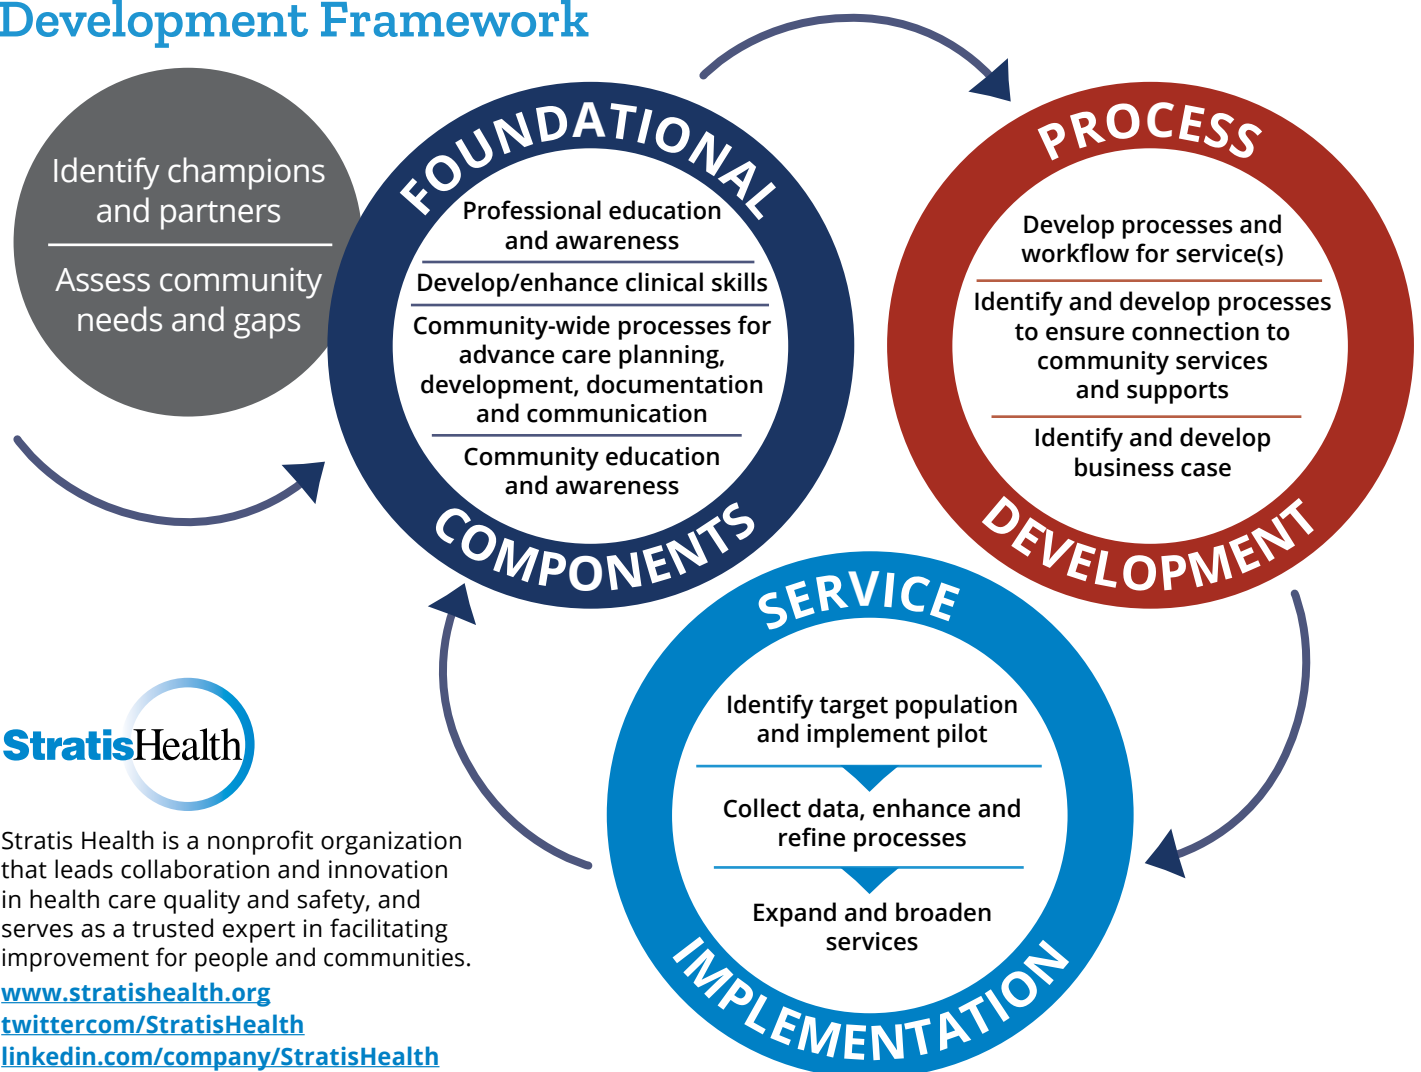 Development Framework
Identify champions
and partners
Assess community
needs and gaps
FOUNDATIONAL
Professional education
and awareness
Develop/enhance clinical skills
Community-wide processes for
advance care planning,
development, documentation
and communication
Community education
and awareness
COMPONENTS
PROCESS
Develop processes and
workflow for service(s)
Identify and develop processes
to ensure connection to
community services
and supports
Identify and develop
business case
DEVELOPMENT
SERVICE
Identify target population
and implement pilot
Collect data, enhance and
refine processes
Expand and broaden
services
IMPLEMENTATION
StratisHealth
Stratis Health is a nonprofit organization
that leads collaboration and innovation
in health care quality and safety, and
serves as a trusted expert in facilitating
improvement for people and communities.
www.stratishealth.org
twittercom/StratisHealth
linkedin.com/company/StratisHealth